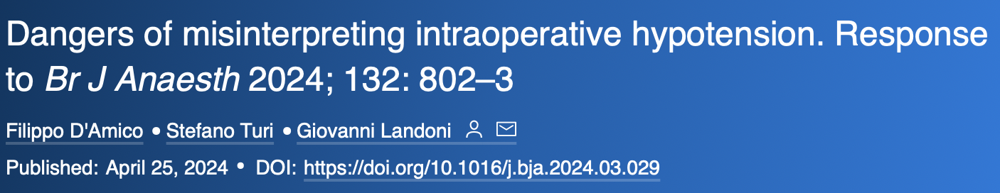 Dangers of misinterpreting intraoperative hypotension. Response
to Br J Anaesth 2024; 132: 802–3
Filippo D'Amico • Stefano Turi • Giovanni Landoni
Published: April 25, 2024 • DOI: https://doi.org/10.1016/j.bja.2024.03.029